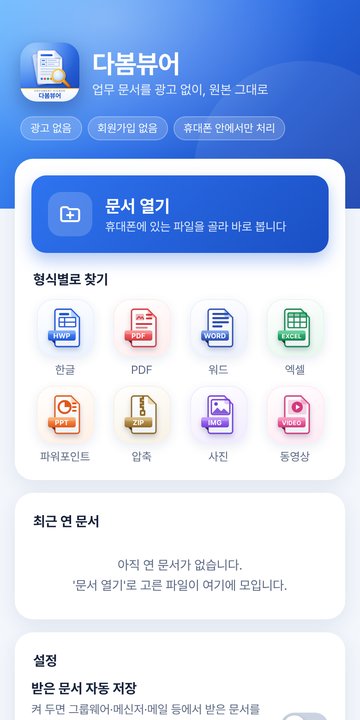 다봄뷰어
다봄뷰어
업무 문서를 광고 없이, 원본 그대로
광고 없음
회원가입 없음
휴대폰 안에서만 처리
문서 열기
휴대폰에 있는 파일을 골라 바로 봅니다
형식별로 찾기
HWP
PDF
WORD
EXCEL
한글
PDF
워드
엑셀
PPT
ZIP
IMG
VIDEO
파워포인트
압축
사진
동영상
최근 연 문서
아직 연 문서가 없습니다.
'문서 열기'로 고른 파일이 여기에 모입니다.
설정
받은 문서 자동 저장
켜 두면 그룹웨어·메신저·메일 등에서 받은 문서를